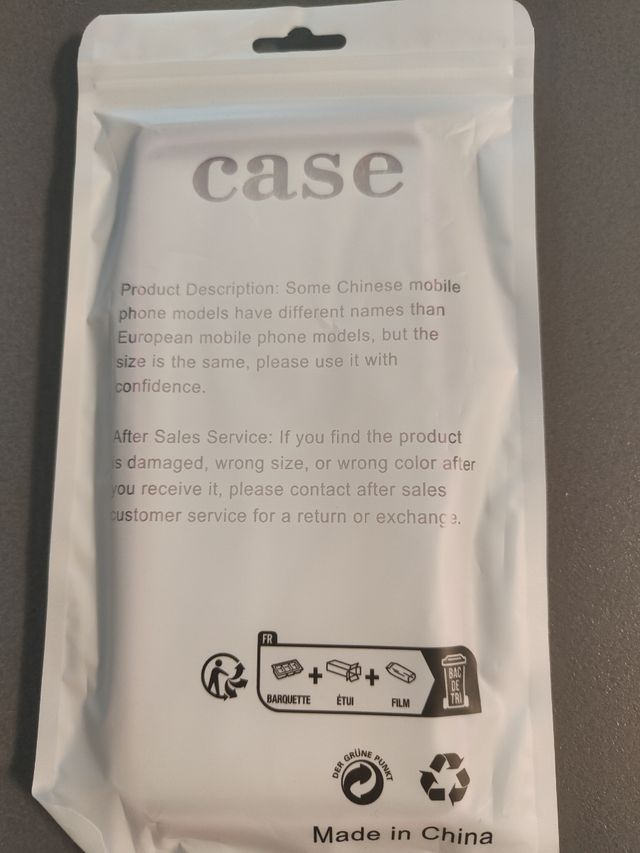 case
Product Description: Some Chinese mobile
phone models have different names than
European mobile phone models, but the
size is the same, please use it with
confidence.
After Sales Service: If you find the product
is damaged, wrong size, or wrong color after
you receive it, please contact after sales
customer service for a return or exchange.
FR
BARQUETTE + ÉTUI + FILM
BAC
DE
TRI
DER GRÜNE PUNKT
Made in China